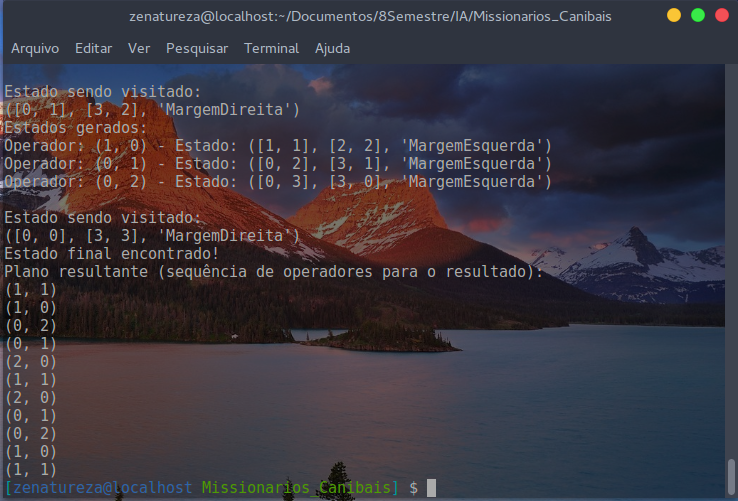 zenatureza@localhost:~/Documentos/8Semestre/IA/Missionarios_Canibais
Arquivo Editar Ver Pesquisar Terminal Ajuda
Estado sendo visitado:
([0, 1], [3, 2], 'MargemDireita')
Estados gerados:
Operador: (1, 0) - Estado: ([1, 1], [2, 2], 'MargemEsquerda')
Operador: (0, 1) - Estado: ([0, 2], [3, 1], 'MargemEsquerda')
Operador: (0, 2) - Estado: ([0, 3], [3, 0], 'MargemEsquerda')
Estado sendo visitado:
([0, 0], [3, 3], 'MargemDireita')
Estado final encontrado!
Plano resultante (sequência de operadores para o resultado):
(1, 1)
(1, 0)
(0, 2)
(0, 1)
(2, 0)
(1, 1)
(2, 0)
(0, 1)
(0, 2)
(1, 0)
(1, 1)
[zenatureza@localhost Missionarios_Canibais] $